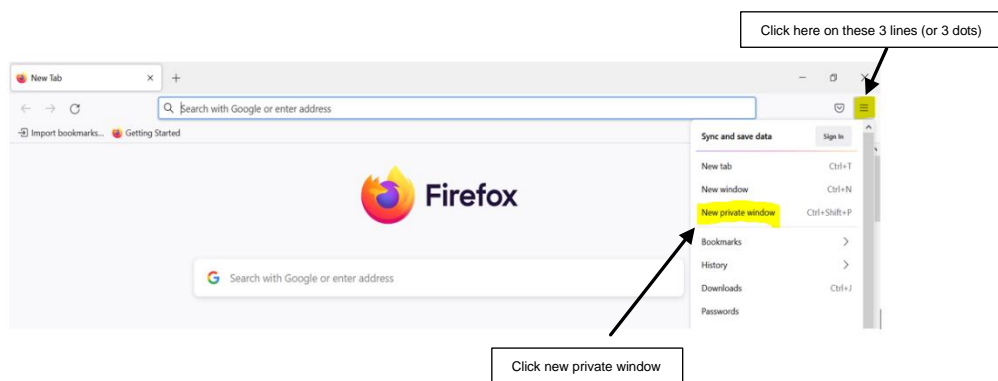 Click here on these 3 lines (or 3 dots)
New Tab
Search with Google or enter address
Import bookmarks... Getting Started
Sync and save data Sign In
New tab Ctrl+T
New window Ctrl+N
New private window Ctrl+Shift+P
Bookmarks
History
Downloads Ctrl+J
Passwords
Firefox
G Search with Google or enter address
Click new private window